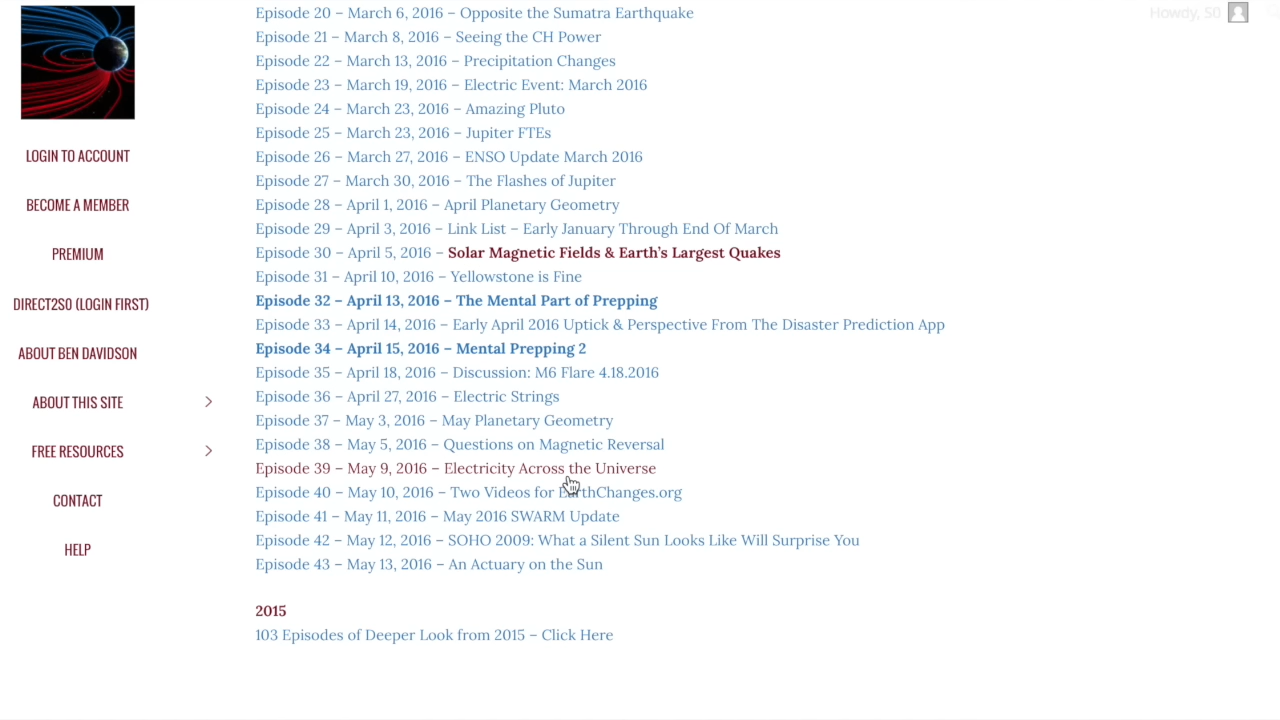 Howdy, S0
LOGIN TO ACCOUNT
BECOME A MEMBER
PREMIUM
DIRECT2S0 (LOGIN FIRST)
ABOUT BEN DAVIDSON
ABOUT THIS SITE
FREE RESOURCES
CONTACT
HELP
Episode 20 – March 6, 2016 – Opposite the Sumatra Earthquake
Episode 21 – March 8, 2016 – Seeing the CH Power
Episode 22 – March 13, 2016 – Precipitation Changes
Episode 23 – March 19, 2016 – Electric Event: March 2016
Episode 24 – March 23, 2016 – Amazing Pluto
Episode 25 – March 23, 2016 – Jupiter FTEs
Episode 26 – March 27, 2016 – ENSO Update March 2016
Episode 27 – March 30, 2016 – The Flashes of Jupiter
Episode 28 – April 1, 2016 – April Planetary Geometry
Episode 29 – April 3, 2016 – Link List – Early January Through End Of March
Episode 30 – April 5, 2016 – Solar Magnetic Fields & Earth's Largest Quakes
Episode 31 – April 10, 2016 – Yellowstone is Fine
Episode 32 – April 13, 2016 – The Mental Part of Prepping
Episode 33 – April 14, 2016 – Early April 2016 Uptick & Perspective From The Disaster Prediction App
Episode 34 – April 15, 2016 – Mental Prepping 2
Episode 35 – April 18, 2016 – Discussion: M6 Flare 4.18.2016
Episode 36 – April 27, 2016 – Electric Strings
Episode 37 – May 3, 2016 – May Planetary Geometry
Episode 38 – May 5, 2016 – Questions on Magnetic Reversal
Episode 39 – May 9, 2016 – Electricity Across the Universe
Episode 40 – May 10, 2016 – Two Videos for EarthChanges.org
Episode 41 – May 11, 2016 – May 2016 SWARM Update
Episode 42 – May 12, 2016 – SOHO 2009: What a Silent Sun Looks Like Will Surprise You
Episode 43 – May 13, 2016 – An Actuary on the Sun
2015
103 Episodes of Deeper Look from 2015 – Click Here